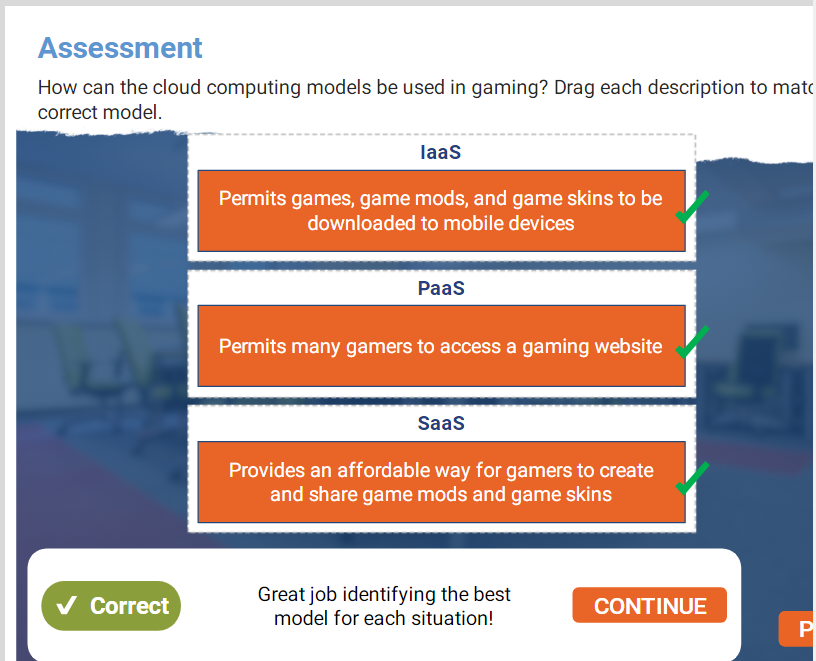 Assessment
How can the cloud computing models be used in gaming? Drag each description to
correct model.
IaaS
Permits games, game mods, and game skins to be
downloaded to mobile devices
PaaS
Permits many gamers to access a gaming website
SaaS
Provides an affordable way for gamers to create
and share game mods and game skins
Correct
Great job identifying the best
model for each situation!
CONTINUE